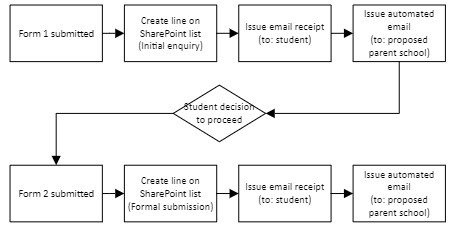 Form 1 submitted
Create line on
SharePoint list
(Initial enquiry)
Issue email receipt
(to: student)
Issue automated
email
(to: proposed
parent school)
Student decision
to proceed
Form 2 submitted
Create line on
SharePoint list
(Formal submission)
Issue email receipt
(to: student)
Issue automated
email
(to: proposed
parent school)